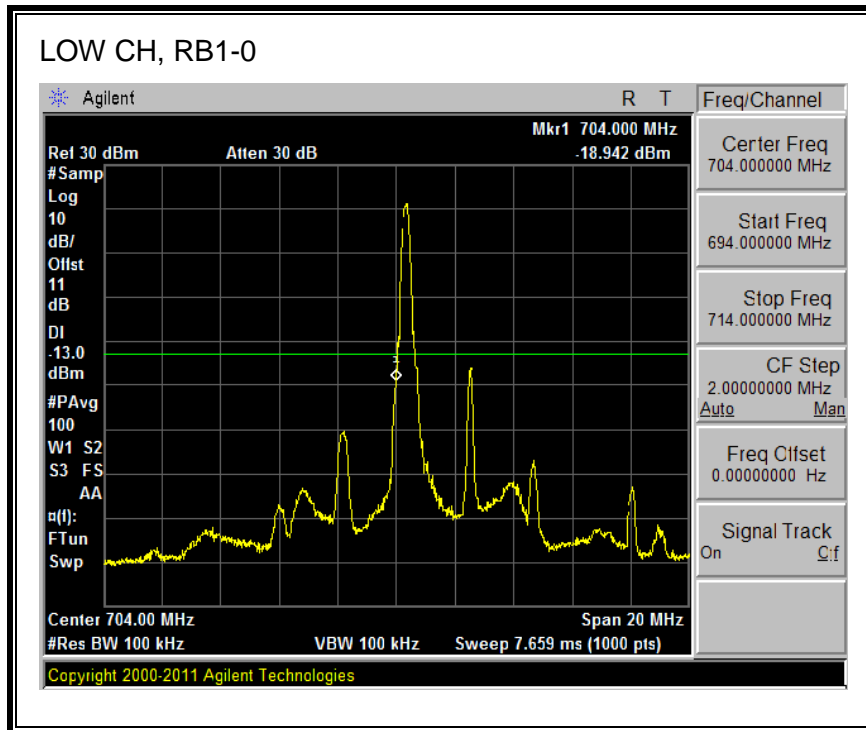 LOW CH, RB1-0
Agilent R T
Freq/Channel
Mkr1 704.000 MHz
Ref 30 dBm Atten 30 dB -18.942 dBm
#Samp
Log
10
dB/
Offst
11
dB
DI
-13.0
dBm
#PAvg
100
W1 S2
S3 FS
AA
¤(f):
FTun
Swp
1
Center 704.00 MHz Span 20 MHz
#Res BW 100 kHz VBW 100 kHz Sweep 7.659 ms (1000 pts)
Copyright 2000-2011 Agilent Technologies
Center Freq
704.000000 MHz
Start Freq
694.000000 MHz
Stop Freq
714.000000 MHz
CF Step
2.00000000 MHz
Auto Man
Freq Offset
0.00000000 Hz
Signal Track
On Off